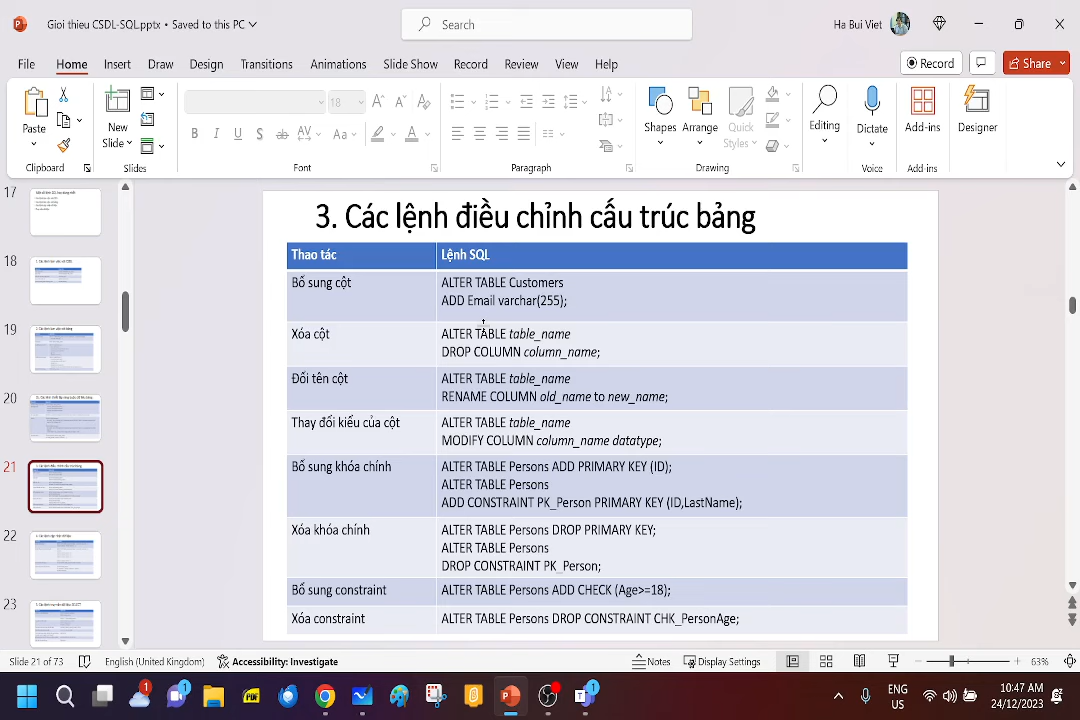 Gioi thieu CSDL-SQL.pptx • Saved to this PC
Search
Ha Bui Viet
File Home Insert Draw Design Transitions Animations Slide Show Record Review View Help
Record
Share
Paste
New
Slide
18
Shapes Arrange Quick
Styles
Editing
Dictate
Add-ins
Designer
Clipboard Slides Font Paragraph Drawing Voice Add-ins
17
18
19
20
21
22
23
3. Các lệnh điều chỉnh cấu trúc bảng
Thao tác Lệnh SQL
Bổ sung cột ALTER TABLE Customers
ADD Email varchar(255);
Xóa cột ALTER TABLE table_name
DROP COLUMN column_name;
Đổi tên cột ALTER TABLE table_name
RENAME COLUMN old_name to new_name;
Thay đổi kiểu của cột ALTER TABLE table_name
MODIFY COLUMN column_name datatype;
Bổ sung khóa chính ALTER TABLE Persons ADD PRIMARY KEY (ID);
ALTER TABLE Persons
ADD CONSTRAINT PK_Person PRIMARY KEY (ID,LastName);
Xóa khóa chính ALTER TABLE Persons DROP PRIMARY KEY;
ALTER TABLE Persons
DROP CONSTRAINT PK_Person;
Bổ sung constraint ALTER TABLE Persons ADD CHECK (Age>=18);
Xóa constraint ALTER TABLE Persons DROP CONSTRAINT CHK_PersonAge;
Slide 21 of 73 English (United Kingdom) Accessibility: Investigate Notes Display Settings 63%
ENG
US
10:47 AM
24/12/2023